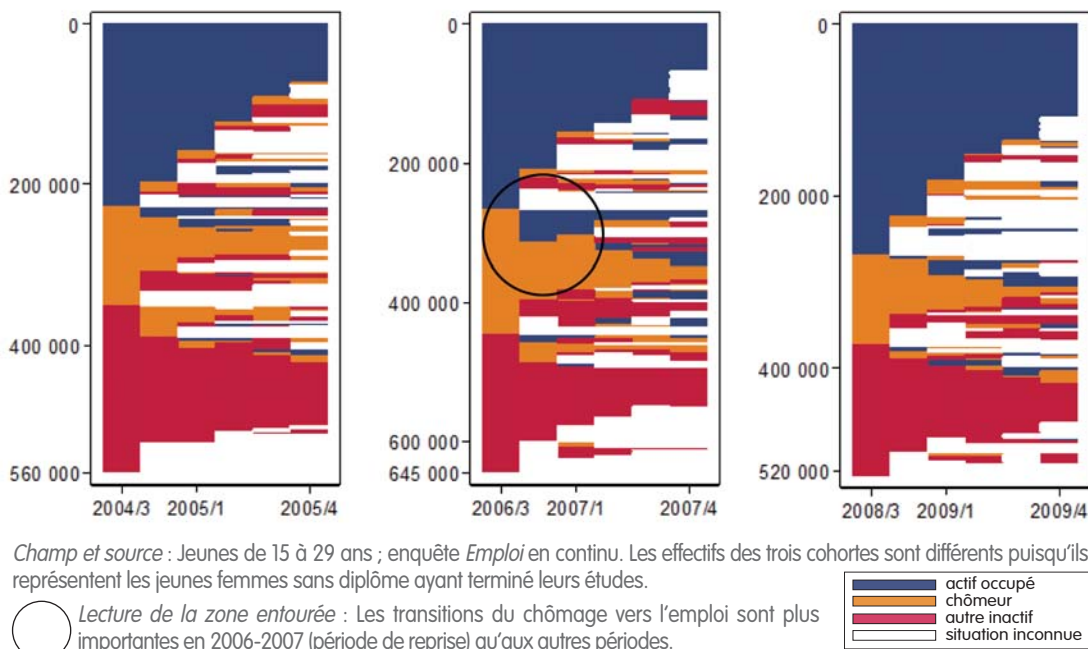 0
200 000
400 000
560 000
2004/3 2005/1 2005/4
0
200 000
400 000
600 000
645 000
2006/3 2007/1 2007/4
0
200 000
400 000
520 000
2008/3 2009/1 2009/4
Champ et source : Jeunes de 15 à 29 ans ; enquête Emploi en continu. Les effectifs des trois cohortes sont différents puisqu'ils
représentent les jeunes femmes sans diplôme ayant terminé leurs études.
Lecture de la zone entourée : Les transitions du chômage vers l'emploi sont plus
importantes en 2006-2007 (période de reprise) qu'aux autres périodes.
actif occupé
chômeur
autre inactif
situation inconnue